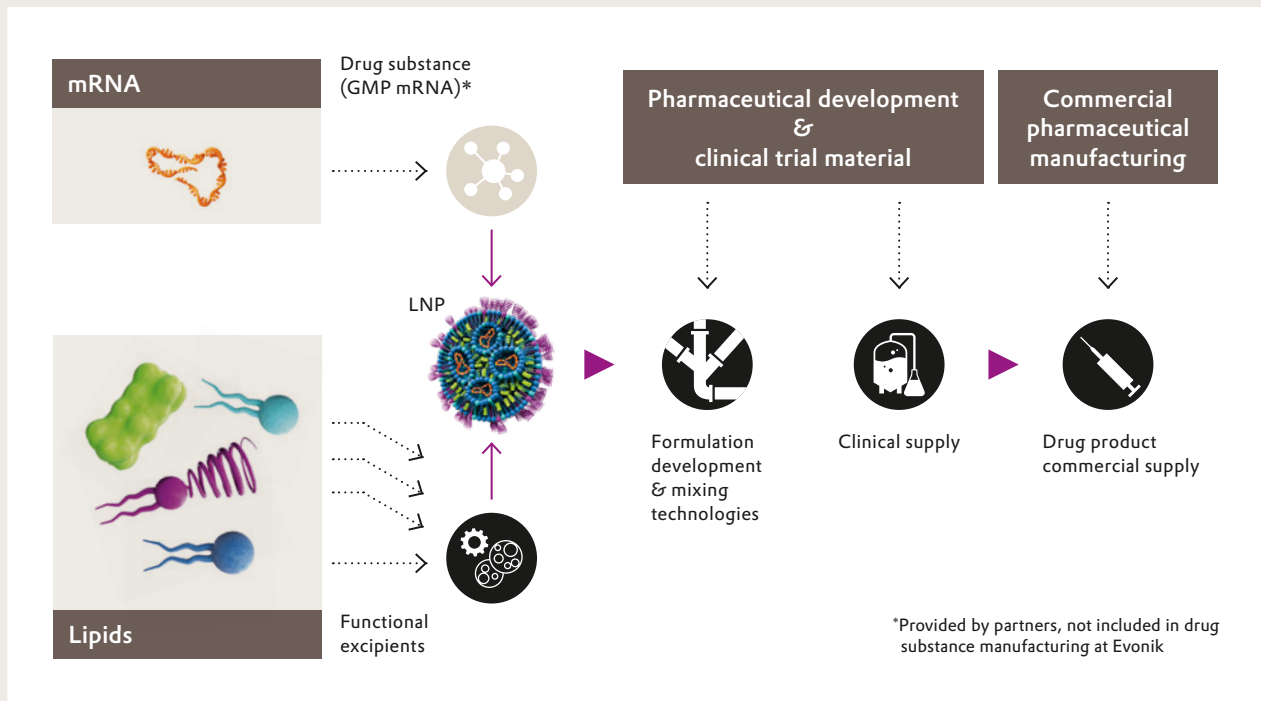 mRNA
Drug substance
(GMP mRNA)*
Pharmaceutical development
&
clinical trial material
Commercial
pharmaceutical
manufacturing
LNP
Formulation
development
& mixing
technologies
Clinical supply
Drug product
commercial supply
Lipids
Functional
excipients
*Provided by partners, not included in drug
substance manufacturing at Evonik